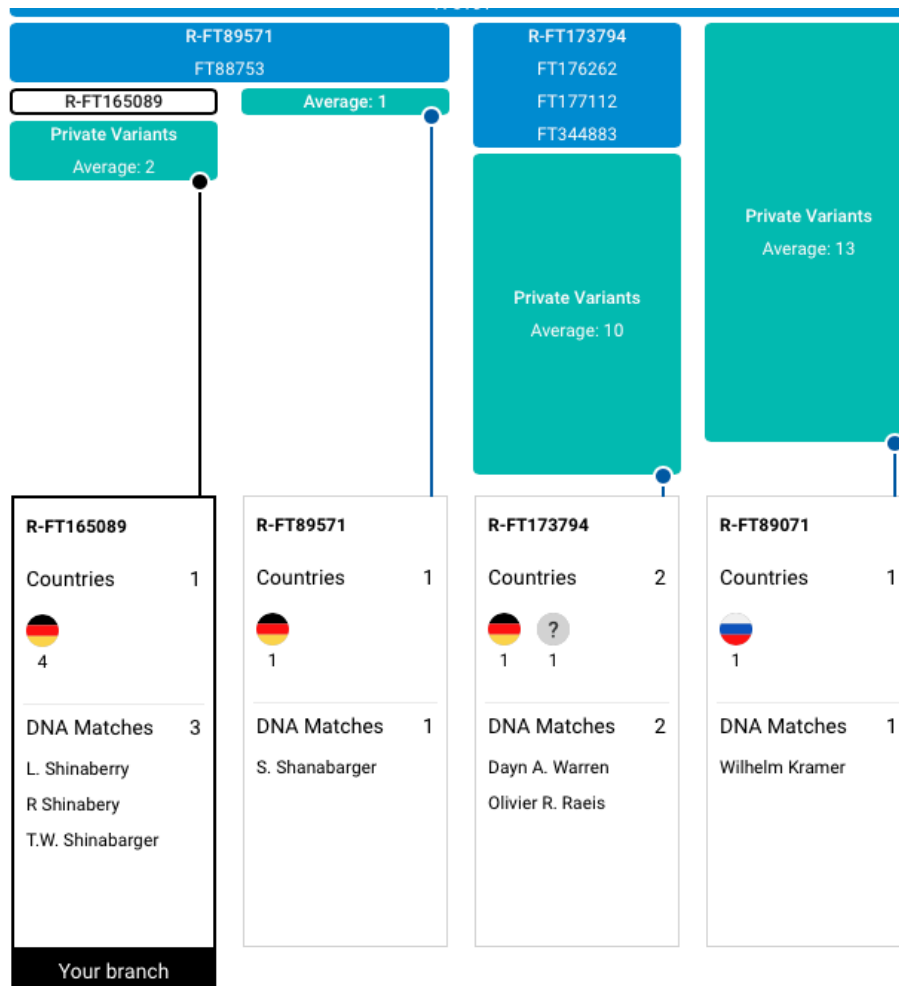 R-FT89571
FT88753
R-FT165089
Private Variants
Average: 2
Average: 1
R-FT173794
FT176262
FT177112
FT344883
Private Variants
Average: 10
Private Variants
Average: 13
R-FT165089
Countries 1
4
DNA Matches 3
L. Shinaberry
R Shinabery
T.W. Shinabarger
Your branch
R-FT89571
Countries 1
1
DNA Matches 1
S. Shanabarger
R-FT173794
Countries 2
?
1 1
DNA Matches 2
Dayn A. Warren
Olivier R. Raeis
R-FT89071
Countries 1
1
DNA Matches 1
Wilhelm Kramer